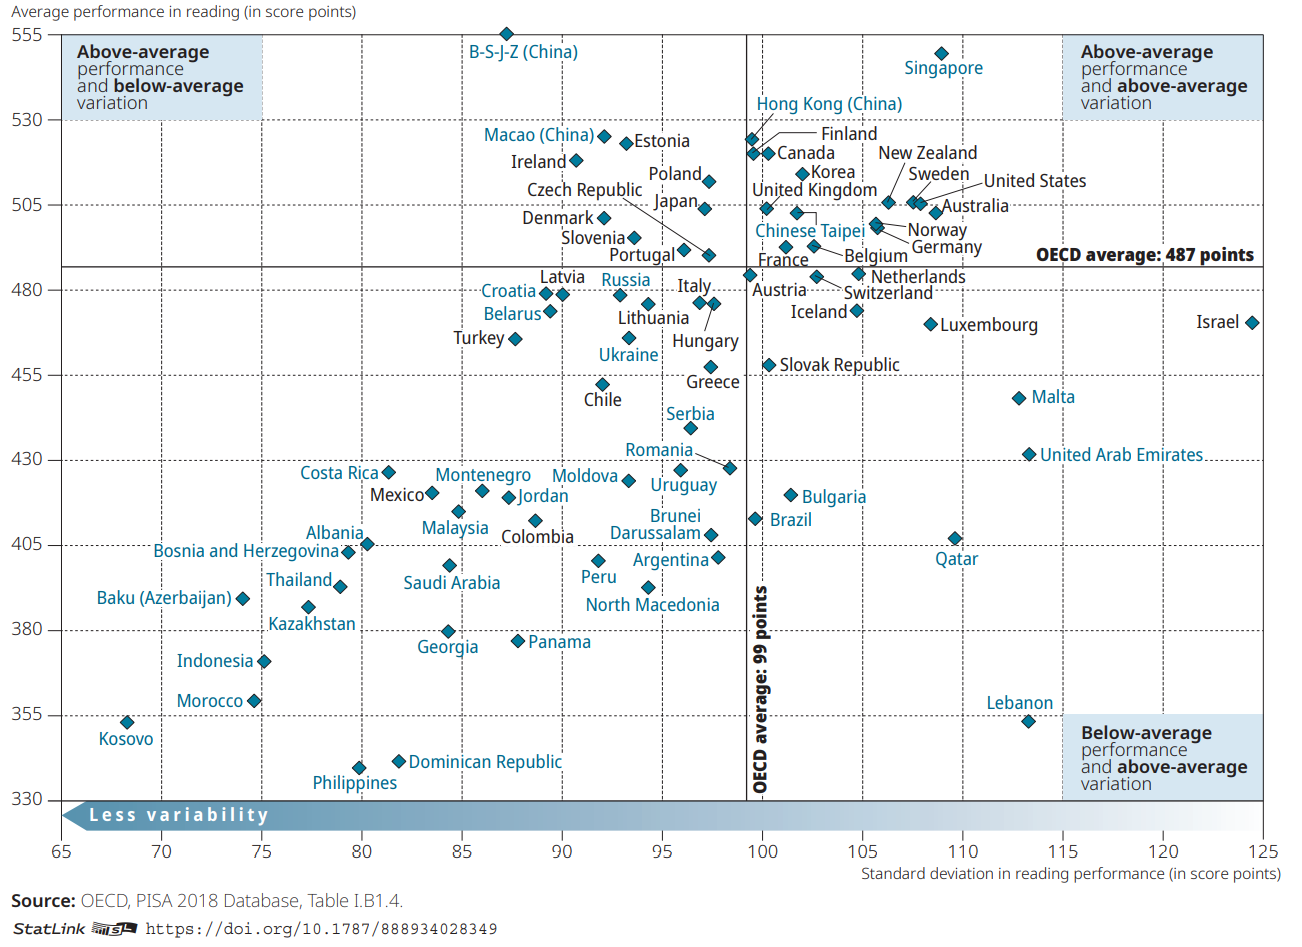 Average performance in reading (in score points)
555
Above-average
performance
and below-average
variation
B-S-J-Z (China)
Above-average
performance
and above-average
variation
Singapore
530
Hong Kong (China)
Macao (China)
Estonia
Finland
Ireland
Canada
New Zealand
Poland
Korea
Sweden
United States
Czech Republic
United Kingdom
505
Japan
Australia
Denmark
Chinese Taipei
Norway
Slovenia
Germany
Portugal
France
Belgium
OECD average: 487 points
480
Latvia
Croatia
Russia
Italy
Austria
Netherlands
Switzerland
Belarus
Lithuania
Iceland
Israel
Turkey
Hungary
Luxembourg
Ukraine
Slovak Republic
455
Greece
Chile
Malta
Serbia
430
Romania
United Arab Emirates
Costa Rica
Montenegro
Moldova
Uruguay
Mexico
Jordan
Bulgaria
Malaysia
Brunei
Darussalam
Brazil
Albania
Colombia
405
Bosnia and Herzegovina
Argentina
Qatar
Thailand
Saudi Arabia
Peru
Baku (Azerbaijan)
North Macedonia
Kazakhstan
380
Georgia
Panama
Indonesia
Morocco
OECD average: 99 points
Lebanon
355
Kosovo
Below-average
performance
and above-average
variation
Dominican Republic
Philippines
330
Less variability
65 70 75 80 85 90 95 100 105 110 115 120 125
Standard deviation in reading performance (in score points)
Source: OECD, PISA 2018 Database, Table I.B1.4.
StatLink https://doi.org/10.1787/888934028349